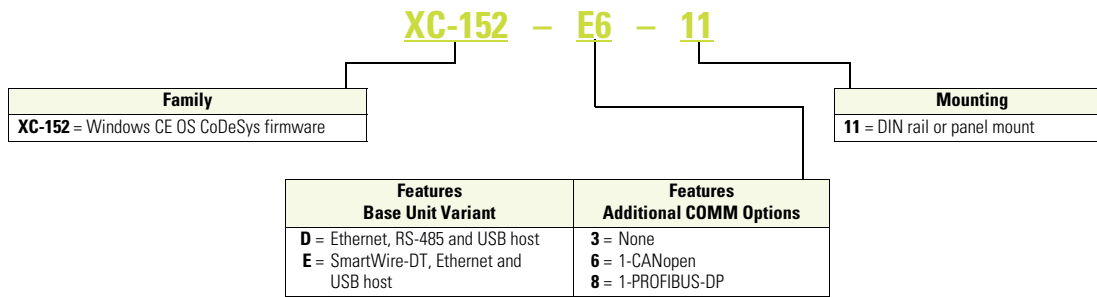 XC-152 – E6 – 11
Family
XC-152 = Windows CE OS CoDeSys firmware
Mounting
11 = DIN rail or panel mount
Features
Base Unit Variant
D = Ethernet, RS-485 and USB host
E = SmartWire-DT, Ethernet and
USB host
Features
Additional COMM Options
3 = None
6 = 1-CANopen
8 = 1-PROFIBUS-DP